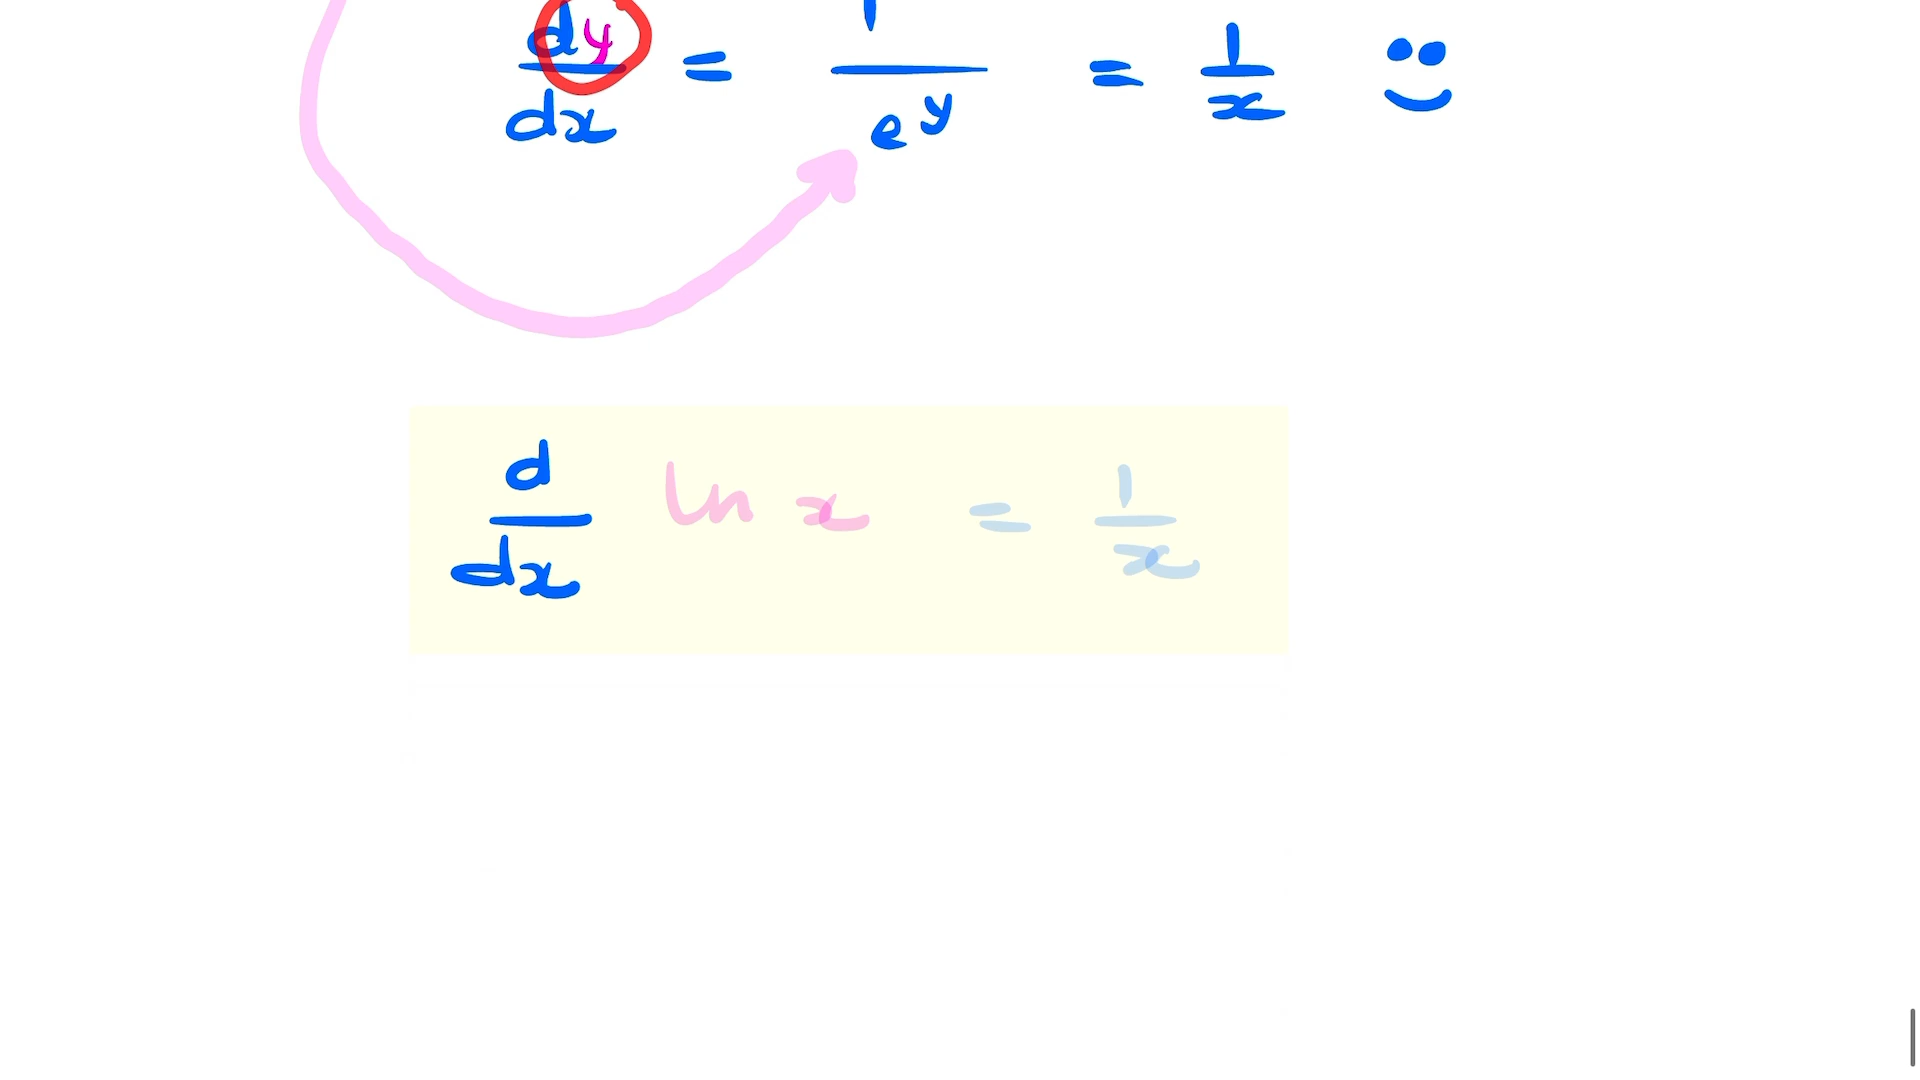 dy/dx = 1/e^y = 1/x
d/dx ln x = 1/x